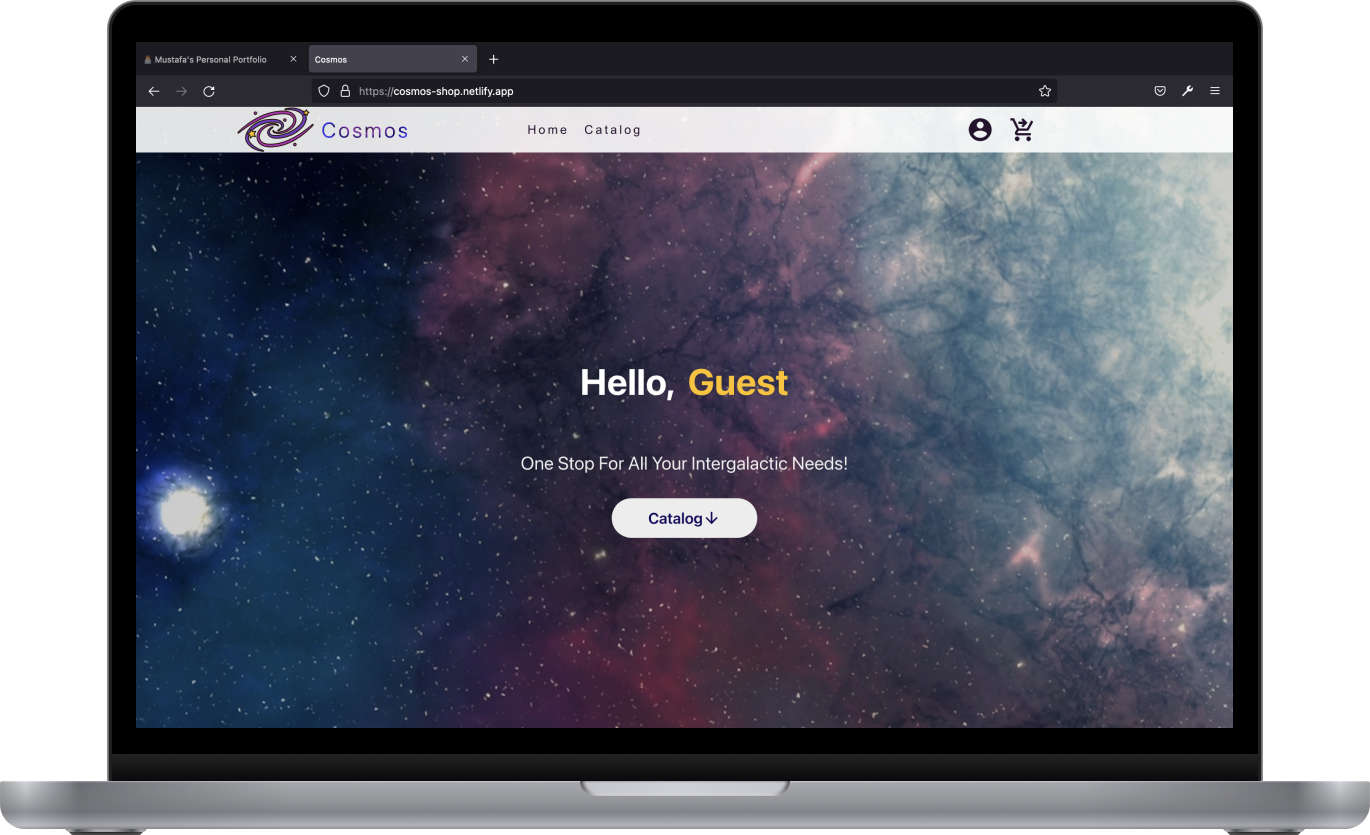 Mustafa's Personal Portfolio
Cosmos
https://cosmos-shop.netlify.app
Cosmos
Home Catalog
Hello, Guest
One Stop For All Your Intergalactic Needs!
Catalog